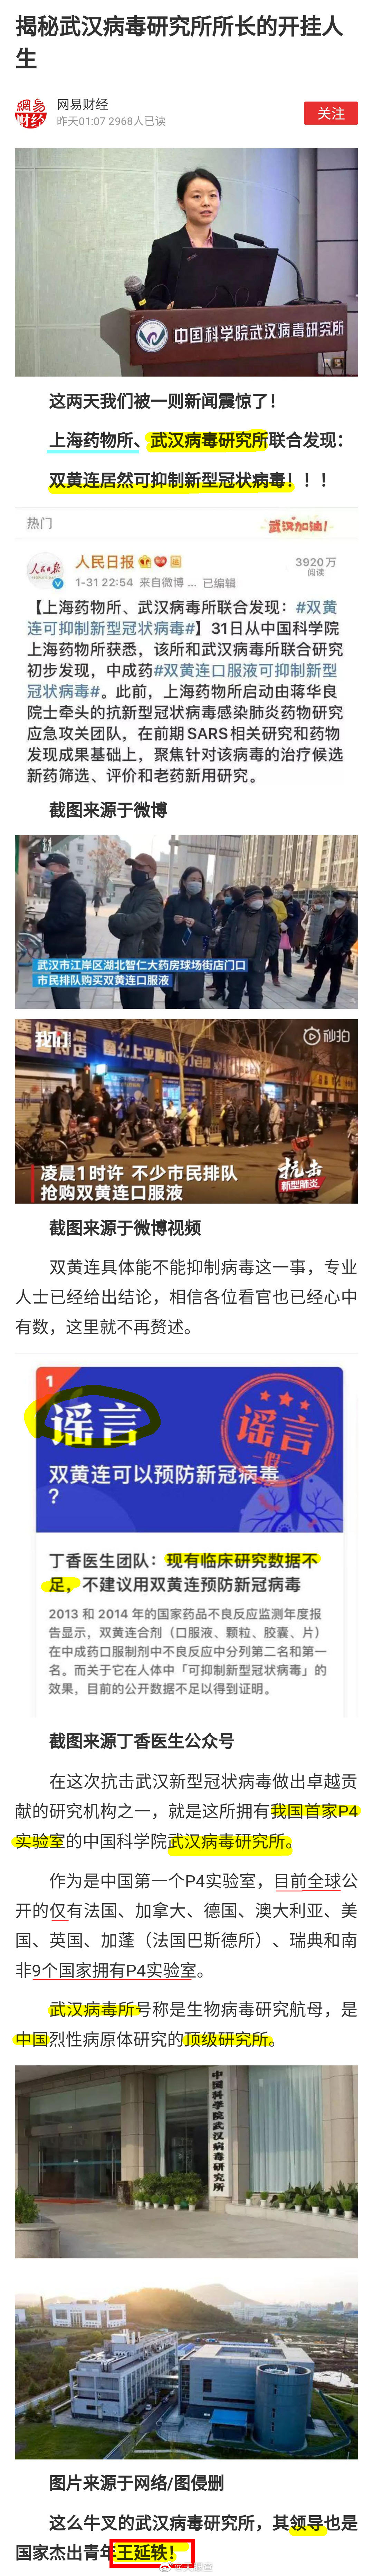 揭秘武汉病毒研究所所长的开挂人
生
網易
财经
网易财经
昨天01:07 2968人已读
关注
中国科学院武汉病毒研究所
这两天我们被一则新闻震惊了！
上海药物所、武汉病毒研究所联合发现：
双黄连居然可抑制新型冠状病毒！！！
热门
武汉加油!
人民日报
人民日报
1-31 22:54 来自微博 ... 已编辑
3920万
阅读
【上海药物所、武汉病毒所联合发现：#双黄
连可抑制新型冠状病毒#】31日从中国科学院
上海药物所获悉，该所和武汉病毒所联合研究
初步发现，中成药#双黄连口服液可抑制新型
冠状病毒#。此前，上海药物所启动由蒋华良
院士牵头的抗新型冠状病毒感染肺炎药物研究
应急攻关团队，在前期SARS相关研究和药物
发现成果基础上，聚焦针对该病毒的治疗候选
新药筛选、评价和老药新用研究。
截图来源于微博
武汉市江岸区湖北智仁大药房球场街店门口
市民排队购买双黄连口服液
我们
秒拍
凌晨1时许 不少市民排队
抢购双黄连口服液
抗击
新型肺炎
截图来源于微博视频
双黄连具体能不能抑制病毒这一事，专业
人士已经给出结论，相信各位看官也已经心中
有数，这里就不再赘述。
1
谣言
谣言
假
双黄连可以预防新冠病毒
?
丁香医生团队：现有临床研究数据不
足，不建议用双黄连预防新冠病毒
2013 和 2014 年的国家药品不良反应监测年度报
告显示，双黄连合剂（口服液、颗粒、胶囊、片）
在中成药口服制剂中不良反应中分列第二名和第一
名。而关于它在人体中「可抑制新型冠状病毒」的
效果，目前的公开数据不足以得到证明。
截图来源丁香医生公众号
在这次抗击武汉新型冠状病毒做出卓越贡
献的研究机构之一，就是这所拥有我国首家P4
实验室的中国科学院武汉病毒研究所。
作为是中国第一个P4实验室，目前全球公
开的仅有法国、加拿大、德国、澳大利亚、美
国、英国、加蓬（法国巴斯德所）、瑞典和南
非9个国家拥有P4实验室。
武汉病毒所号称是生物病毒研究航母，是
中国烈性病原体研究的顶级研究所。
中国科学院武汉病毒研究所
图片来源于网络/图侵删
这么牛叉的武汉病毒研究所，其领导也是
国家杰出青年王延轶！